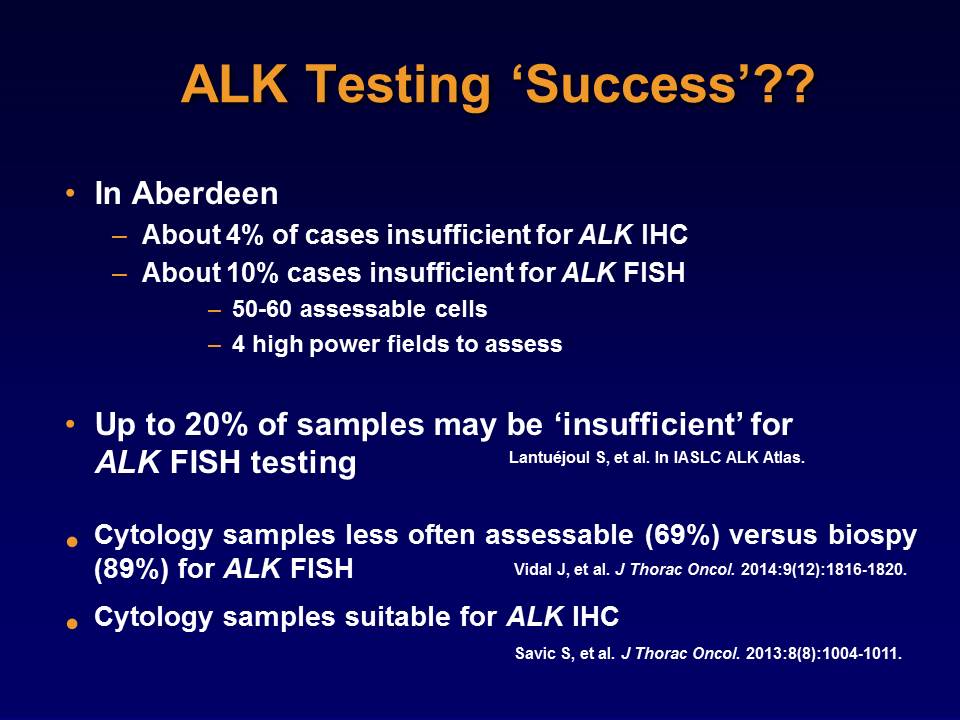 ALK Testing ‘Success’??
• In Aberdeen
– About 4% of cases insufficient for ALK IHC
– About 10% cases insufficient for ALK FISH
– 50-60 assessable cells
– 4 high power fields to assess
• Up to 20% of samples may be ‘insufficient’ for
ALK FISH testing
Lantuéjoul S, et al. In IASLC ALK Atlas.
• Cytology samples less often assessable (69%) versus biospy
(89%) for ALK FISH
Vidal J, et al. J Thorac Oncol. 2014:9(12):1816-1820.
• Cytology samples suitable for ALK IHC
Savic S, et al. J Thorac Oncol. 2013:8(8):1004-1011.